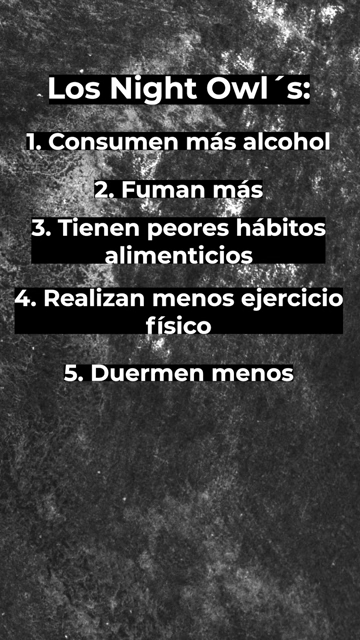 Los Night Owl´s:
1. Consumen más alcohol
2. Fuman más
3. Tienen peores hábitos
alimenticios
4. Realizan menos ejercicio
físico
5. Duermen menos